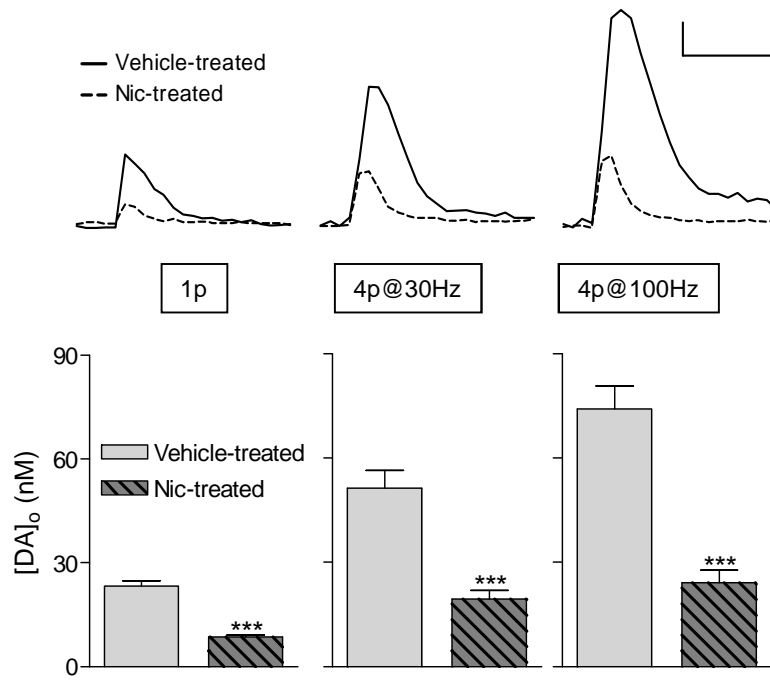 Vehicle-treated
Nic-treated
1p
4p@30Hz
4p@100Hz
[DA]o (nM)
90
60
30
0
Vehicle-treated
Nic-treated
***
***
***